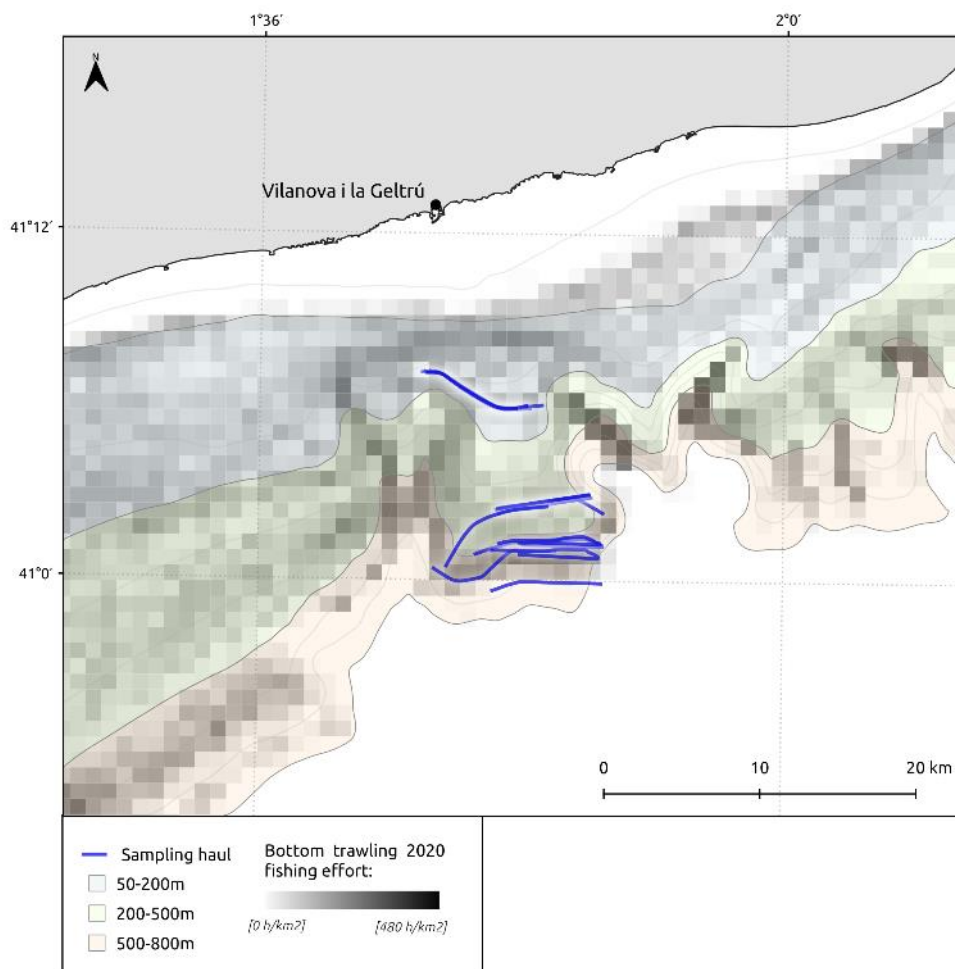 1°36'
2°0'
N
Vilanova i la Geltrú
41°12'
41°0'
0
10
20 km
Sampling haul
50-200m
200-500m
500-800m
Bottom trawling 2020
fishing effort:
[0 h/km2]
[480 h/km2]